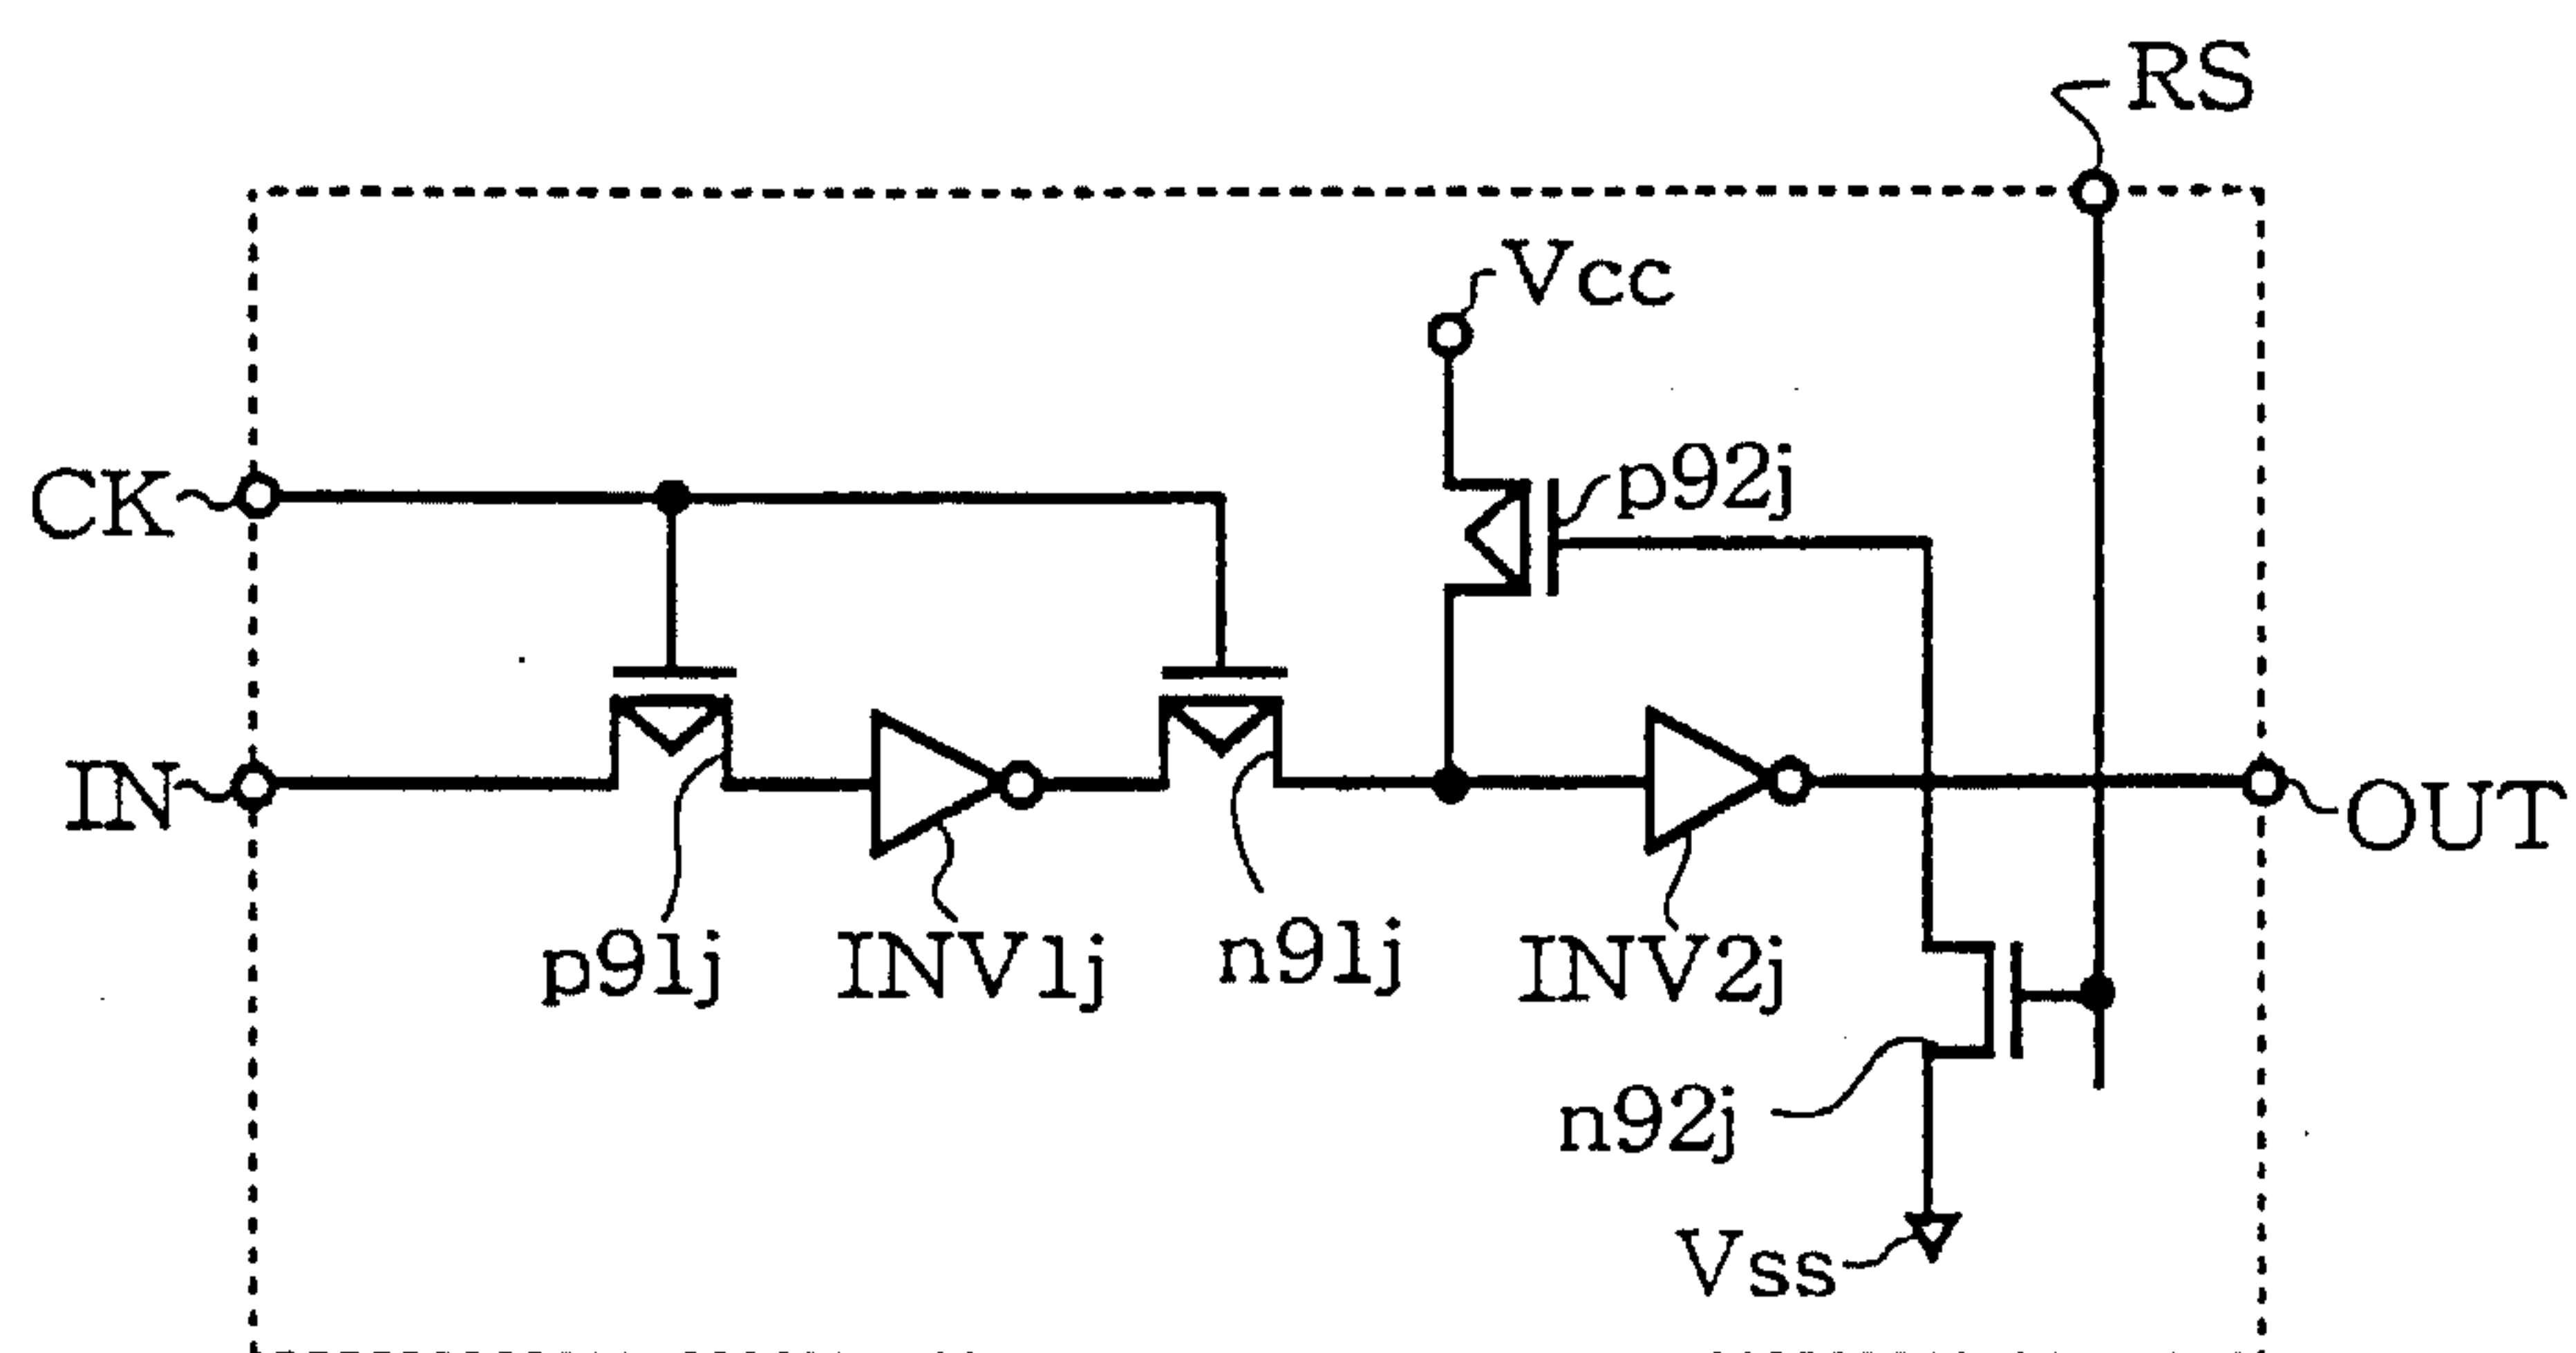 RS
Vcc
p92j
CK
IN
OUT
p91j
INV1j
n91j
INV2j
n92j
Vss